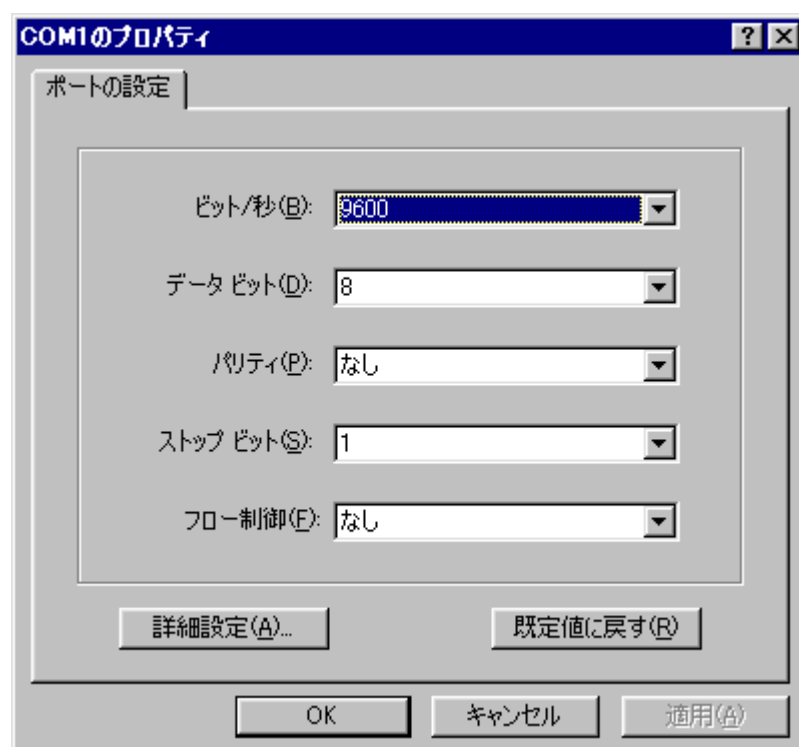 COM1のプロパティ
ポートの設定
ビット/秒(B): 9600
データ ビット(D): 8
パリティ(P): なし
ストップ ビット(S): 1
フロー制御(F): なし
詳細設定(A)... 既定値に戻す(R)
OK キャンセル 適用(A)